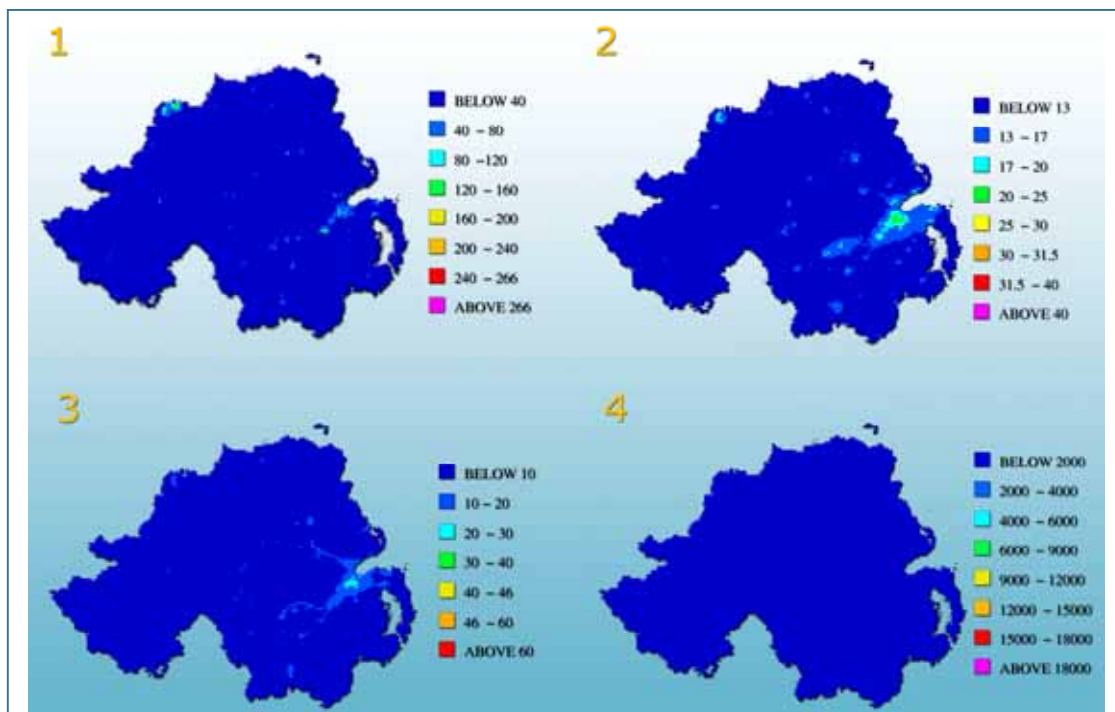 1
BELOW 40
40 - 80
80 -120
120 - 160
160 - 200
200 - 240
240 - 266
ABOVE 266
2
BELOW 13
13 - 17
17 - 20
20 - 25
25 - 30
30 - 31.5
31.5 - 40
ABOVE 40
3
BELOW 10
10 - 20
20 - 30
30 - 40
40 - 46
46 - 60
ABOVE 60
4
BELOW 2000
2000 - 4000
4000 - 6000
6000 - 9000
9000 - 12000
12000 - 15000
15000 - 18000
ABOVE 18000